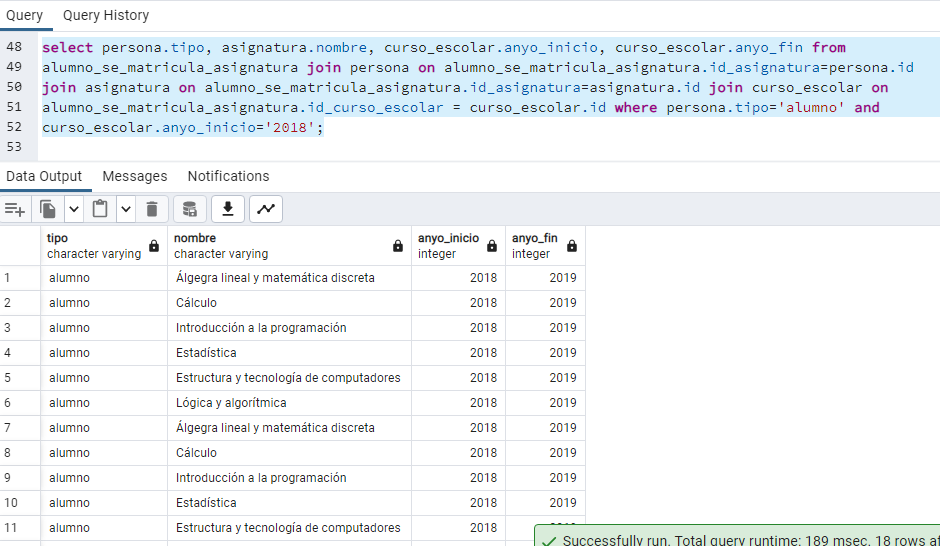 Query Query History
48 select persona.tipo, asignatura.nombre, curso_escolar.anyo_inicio, curso_escolar.anyo_fin from
49 alumno_se_matricula_asignatura join persona on alumno_se_matricula_asignatura.id_asignatura=persona.id
50 join asignatura on alumno_se_matricula_asignatura.id_asignatura=asignatura.id join curso_escolar on
51 alumno_se_matricula_asignatura.id_curso_escolar = curso_escolar.id where persona.tipo='alumno' and
52 curso_escolar.anyo_inicio='2018';
53
Data Output Messages Notifications
tipo nombre anyo_inicio anyo_fin
character varying character varying integer integer
1 alumno Álgegra lineal y matemática discreta 2018 2019
2 alumno Cálculo 2018 2019
3 alumno Introducción a la programación 2018 2019
4 alumno Estadística 2018 2019
5 alumno Estructura y tecnología de computadores 2018 2019
6 alumno Lógica y algorítmica 2018 2019
7 alumno Álgegra lineal y matemática discreta 2018 2019
8 alumno Cálculo 2018 2019
9 alumno Introducción a la programación 2018 2019
10 alumno Estadística 2018 2019
11 alumno Estructura y tecnología de computadores 2018
Successfully run. Total query runtime: 189 msec. 18 rows af